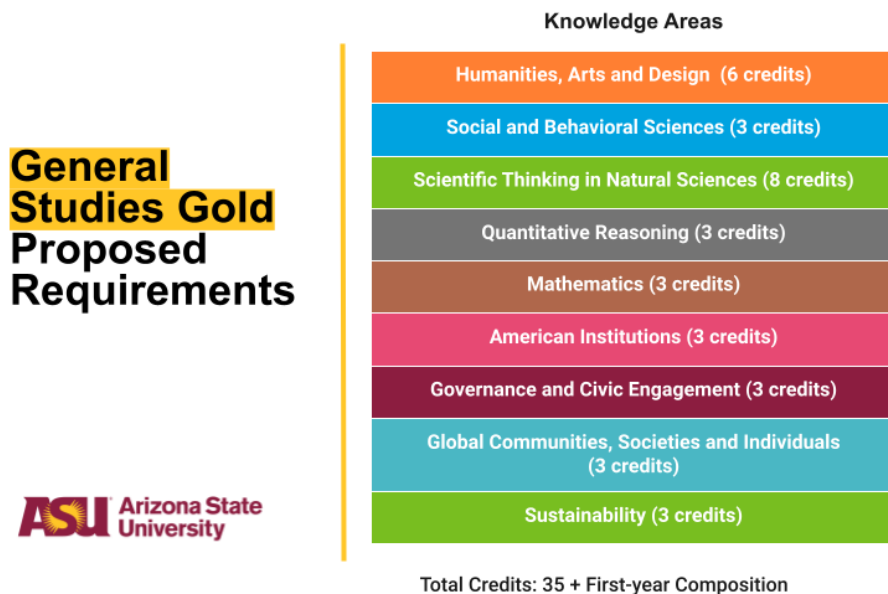 General
Studies Gold
Proposed
Requirements
ASU Arizona State
University
Knowledge Areas
Humanities, Arts and Design (6 credits)
Social and Behavioral Sciences (3 credits)
Scientific Thinking in Natural Sciences (8 credits)
Quantitative Reasoning (3 credits)
Mathematics (3 credits)
American Institutions (3 credits)
Governance and Civic Engagement (3 credits)
Global Communities, Societies and Individuals
(3 credits)
Sustainability (3 credits)
Total Credits: 35 + First-year Composition